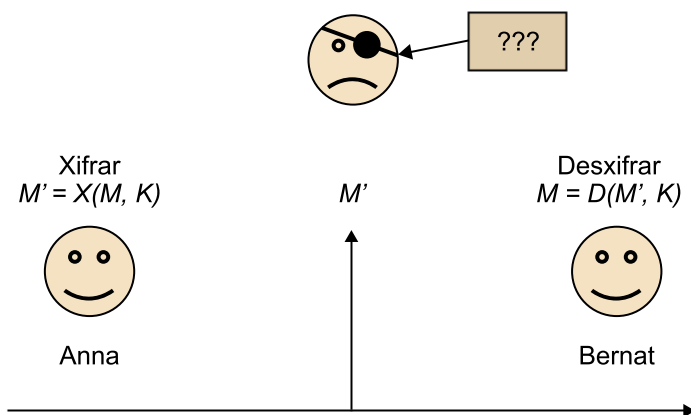 ???
Xifrar
M’ = X(M, K)
M’
Desxifrar
M = D(M’, K)
Anna
Bernat